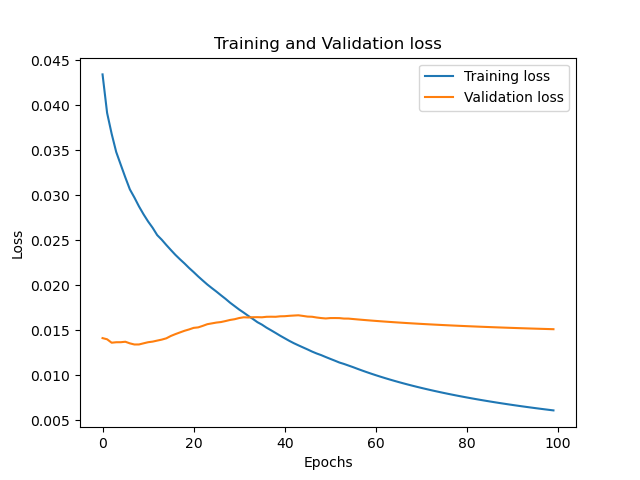 Training and Validation loss
Training loss
Validation loss
0.045
0.040
0.035
0.030
0.025
0.020
0.015
0.010
0.005
Loss
0 20 40 60 80 100
Epochs